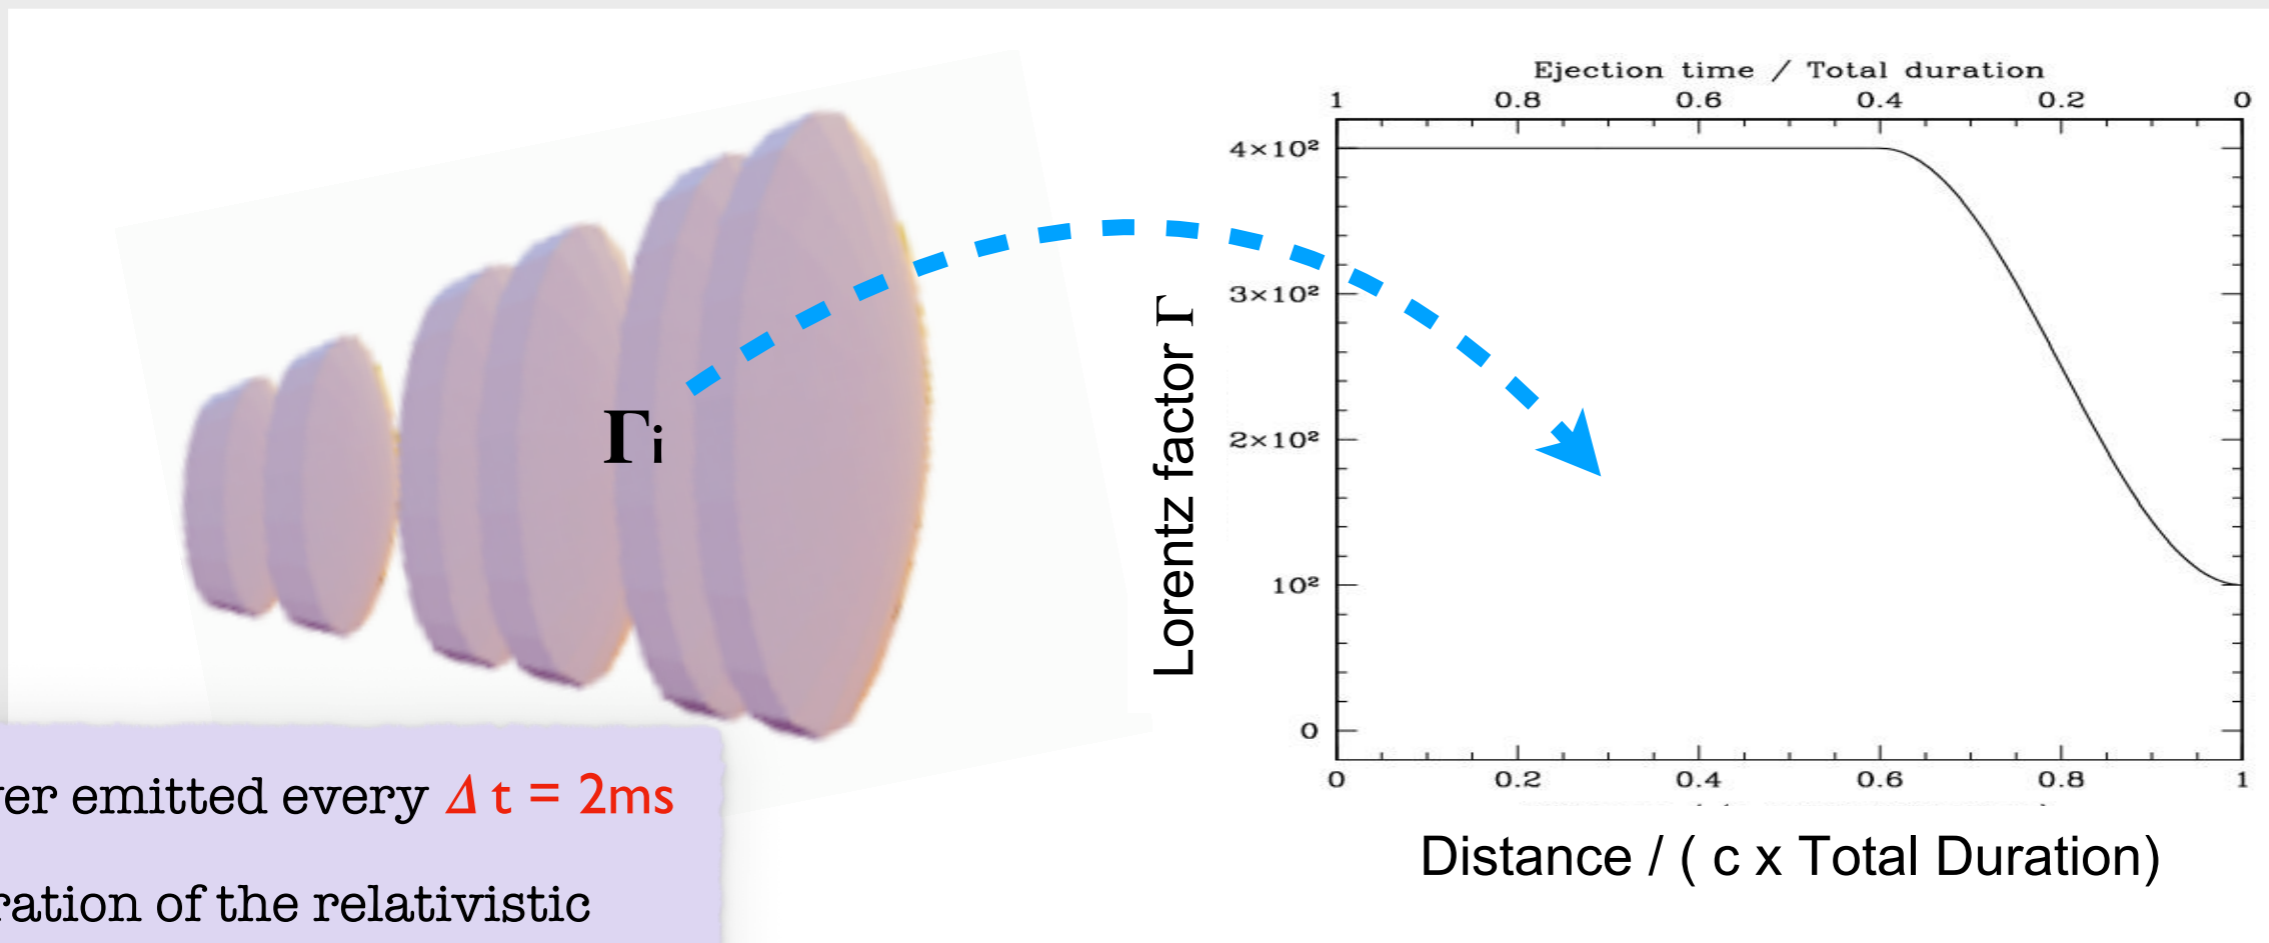 Γi
er emitted every Δ t = 2ms
ration of the relativistic
Ejection time / Total duration
1 0.8 0.6 0.4 0.2 0
4×10²
3×10²
2×10²
10²
0
Lorentz factor Γ
0 0.2 0.4 0.6 0.8 1
Distance / ( c x Total Duration)